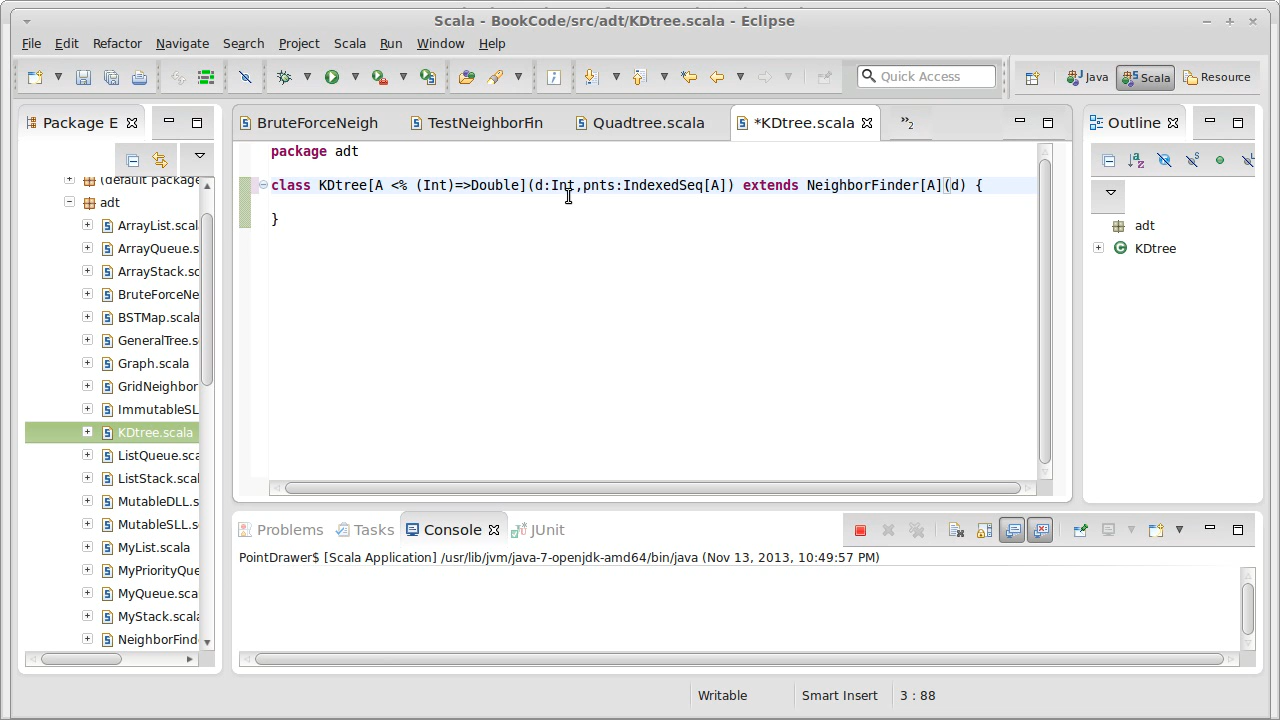 Scala - BookCode/src/adt/KDtree.scala - Eclipse
File Edit Refactor Navigate Search Project Scala Run Window Help
Quick Access
Java
Scala
Resource
Package E
BruteForceNeigh
TestNeighborFin
Quadtree.scala
*KDtree.scala
»2
Outline
(default package
adt
ArrayList.scal
ArrayQueue.s
ArrayStack.sc
BruteForceNe
BSTMap.scala
GeneralTree.s
Graph.scala
GridNeighbor
ImmutableSL
KDtree.scala
ListQueue.sca
ListStack.scal
MutableDLL.s
MutableSLL.s
MyList.scala
MyPriorityQue
MyQueue.sca
MyStack.scala
NeighborFind
package adt
class KDtree[A <% (Int)=>Double](d:Int,pnts:IndexedSeq[A]) extends NeighborFinder[A](d) {
}
adt
KDtree
Problems
Tasks
Console
JUnit
PointDrawer$ [Scala Application] /usr/lib/jvm/java-7-openjdk-amd64/bin/java (Nov 13, 2013, 10:49:57 PM)
Writable
Smart Insert
3 : 88